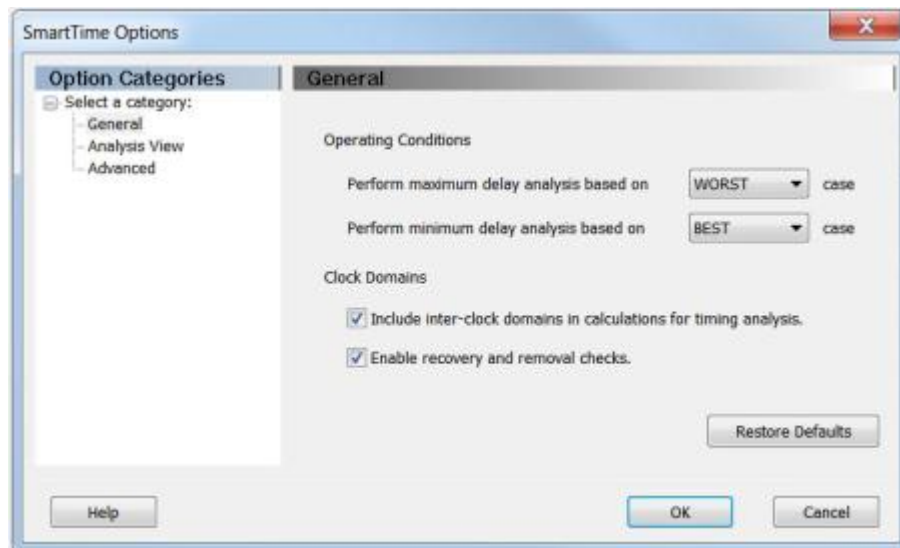 SmartTime Options
Option Categories
Select a category:
General
Analysis View
Advanced
General
Operating Conditions
Perform maximum delay analysis based on WORST case
Perform minimum delay analysis based on BEST case
Clock Domains
Include inter-clock domains in calculations for timing analysis.
Enable recovery and removal checks.
Restore Defaults
Help OK Cancel